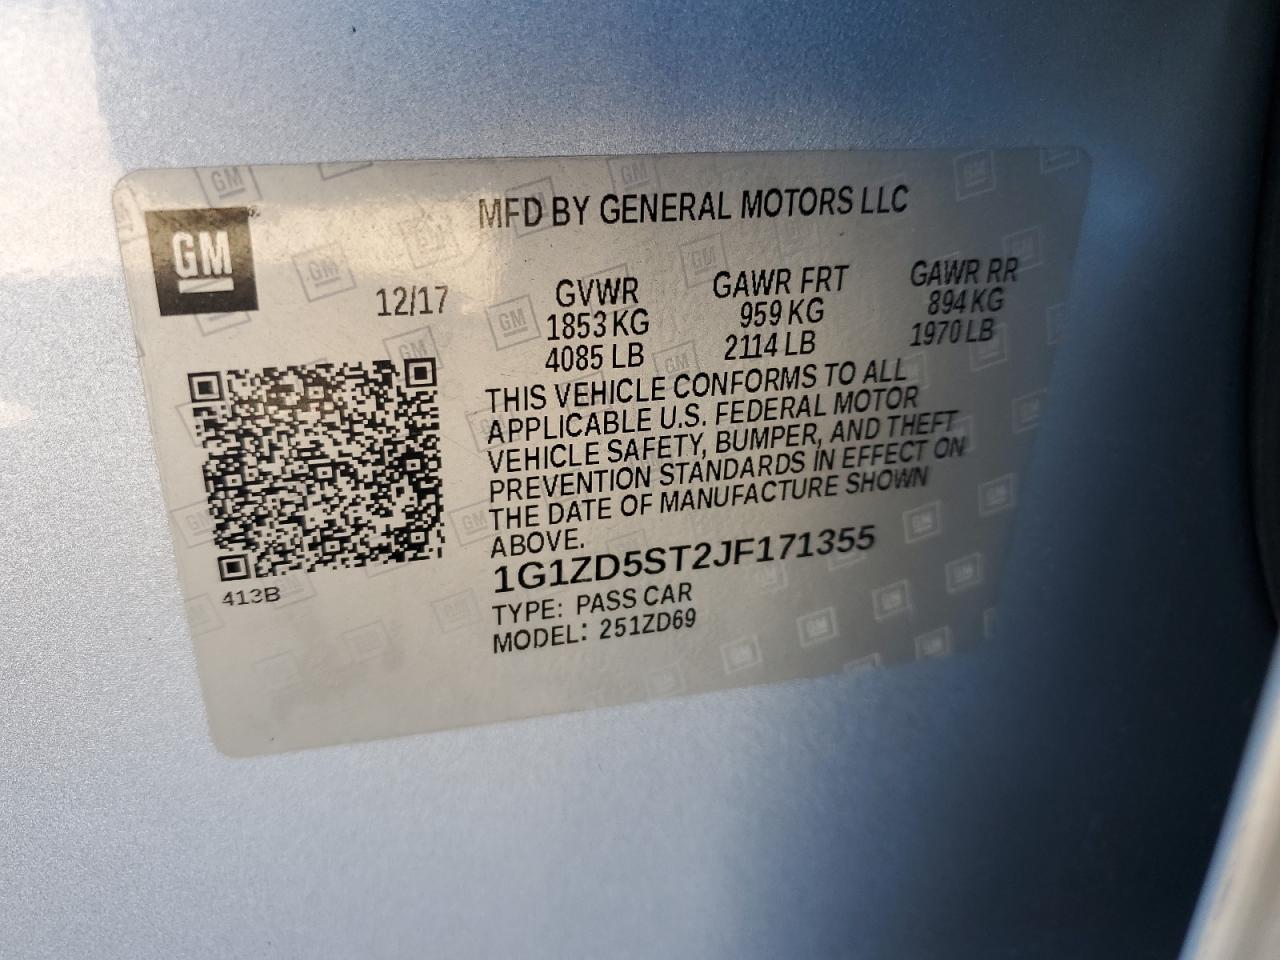 GM
MFD BY GENERAL MOTORS LLC
12/17
GVWR GAWR FRT GAWR RR
1853 KG 959 KG 894 KG
4085 LB 2114 LB 1970 LB
THIS VEHICLE CONFORMS TO ALL
APPLICABLE U.S. FEDERAL MOTOR
VEHICLE SAFETY, BUMPER, AND THEFT
PREVENTION STANDARDS IN EFFECT ON
THE DATE OF MANUFACTURE SHOWN
ABOVE.
1G1ZD5ST2JF171355
TYPE: PASS CAR
MODEL: 251ZD69
413B